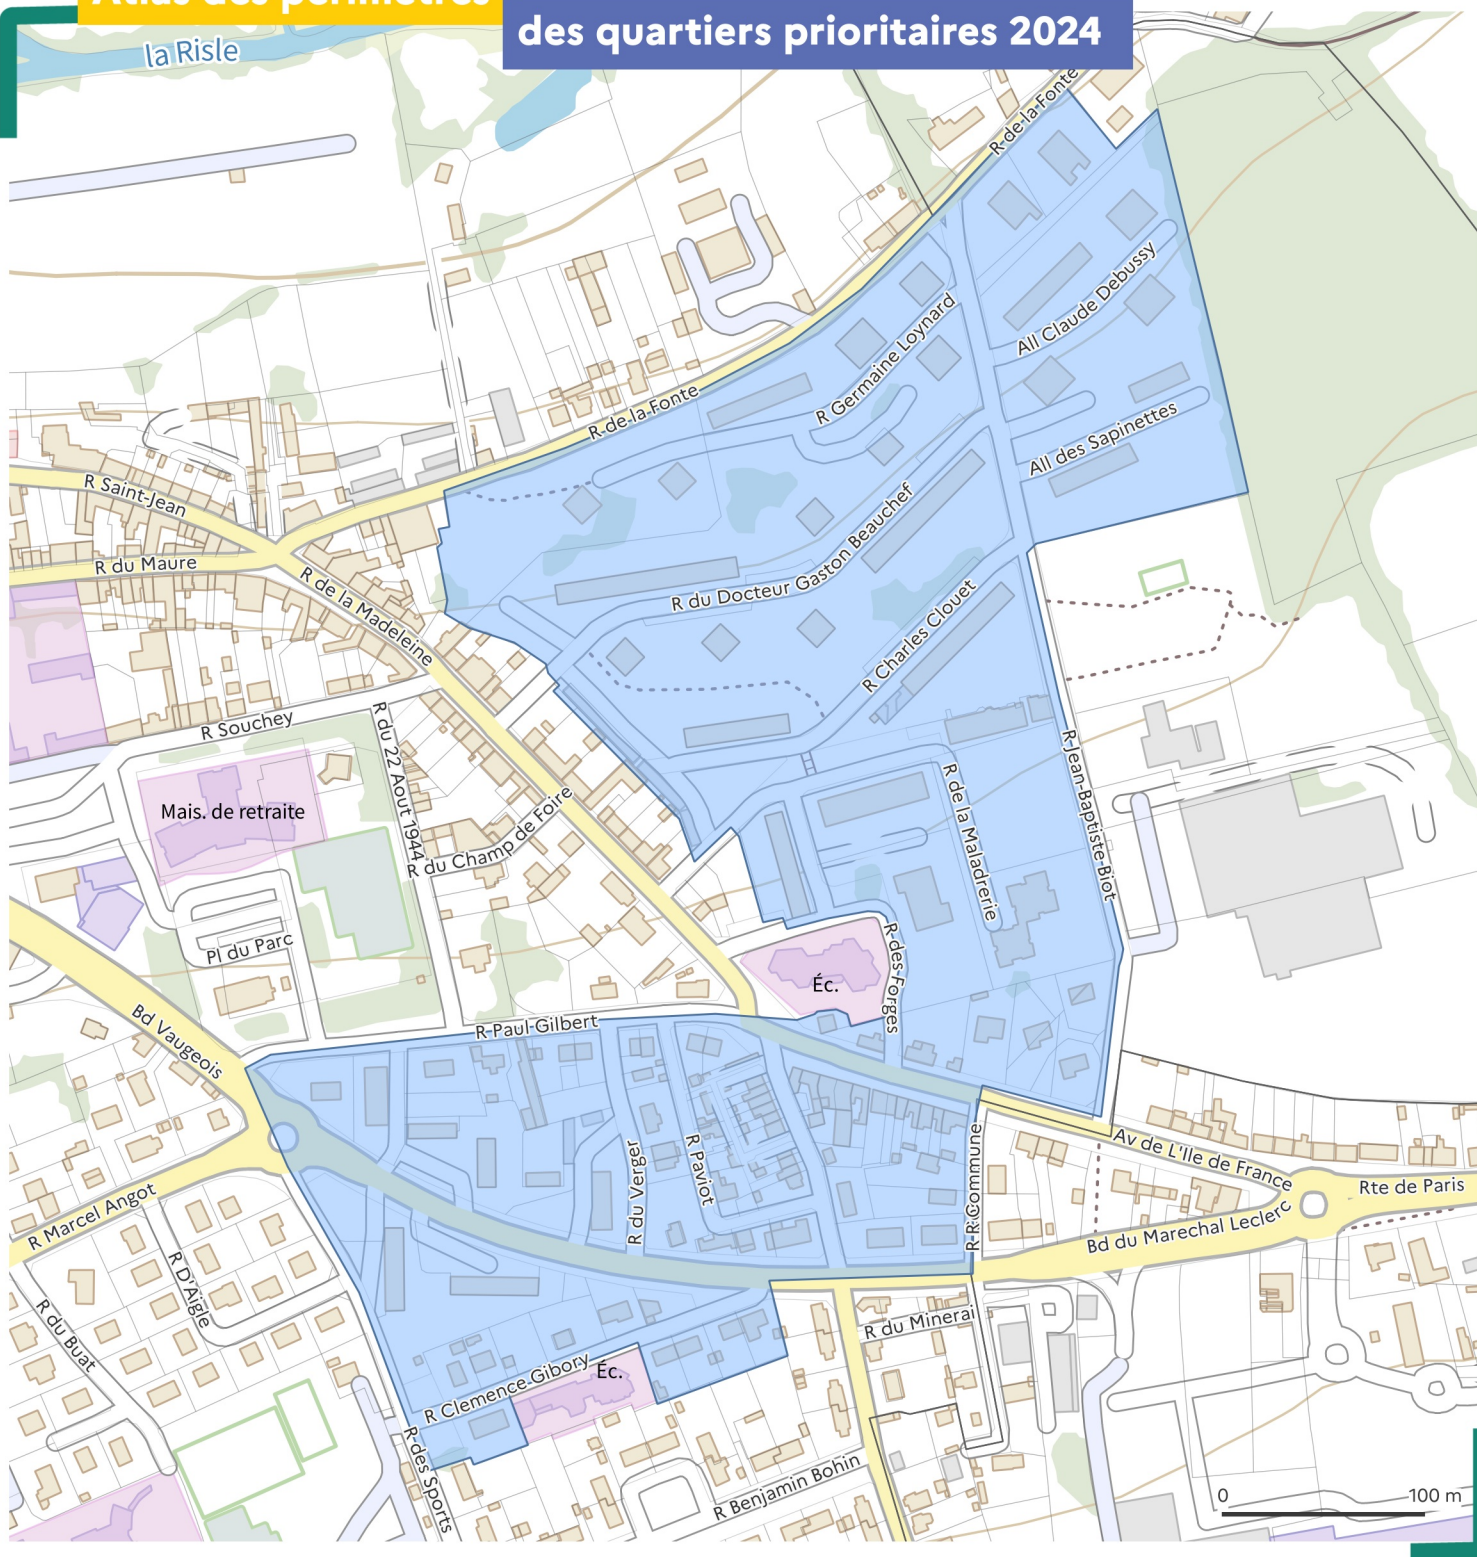 Atlas des périmètres
des quartiers prioritaires 2024
la Risle
R de la Fonte
All Claude Debussy
R Germaine Loynard
R de la Fonte
All des Sapinettes
R Saint-Jean
R du Maure
R de la Madeleine
R du Docteur Gaston Beauchef
R Charles Clouet
R Souchey
R du 22 Aout 1944
R Jean-Baptiste Biot
Mais. de retraite
R du Champ de Foire
R de la Maladrerie
Pl du Parc
R des Forges
Éc.
Bd Vaugeois
R Paul Gilbert
R du Verger
R Paviot
R R Commune
Av de L'Ile de France
Rte de Paris
Bd du Marechal Leclerc
R Marcel Angot
R D'Aigle
R du Buat
R du Minerai
Éc.
R Clemence Gibory
R des Sports
R Benjamin Bohin
0
100 m